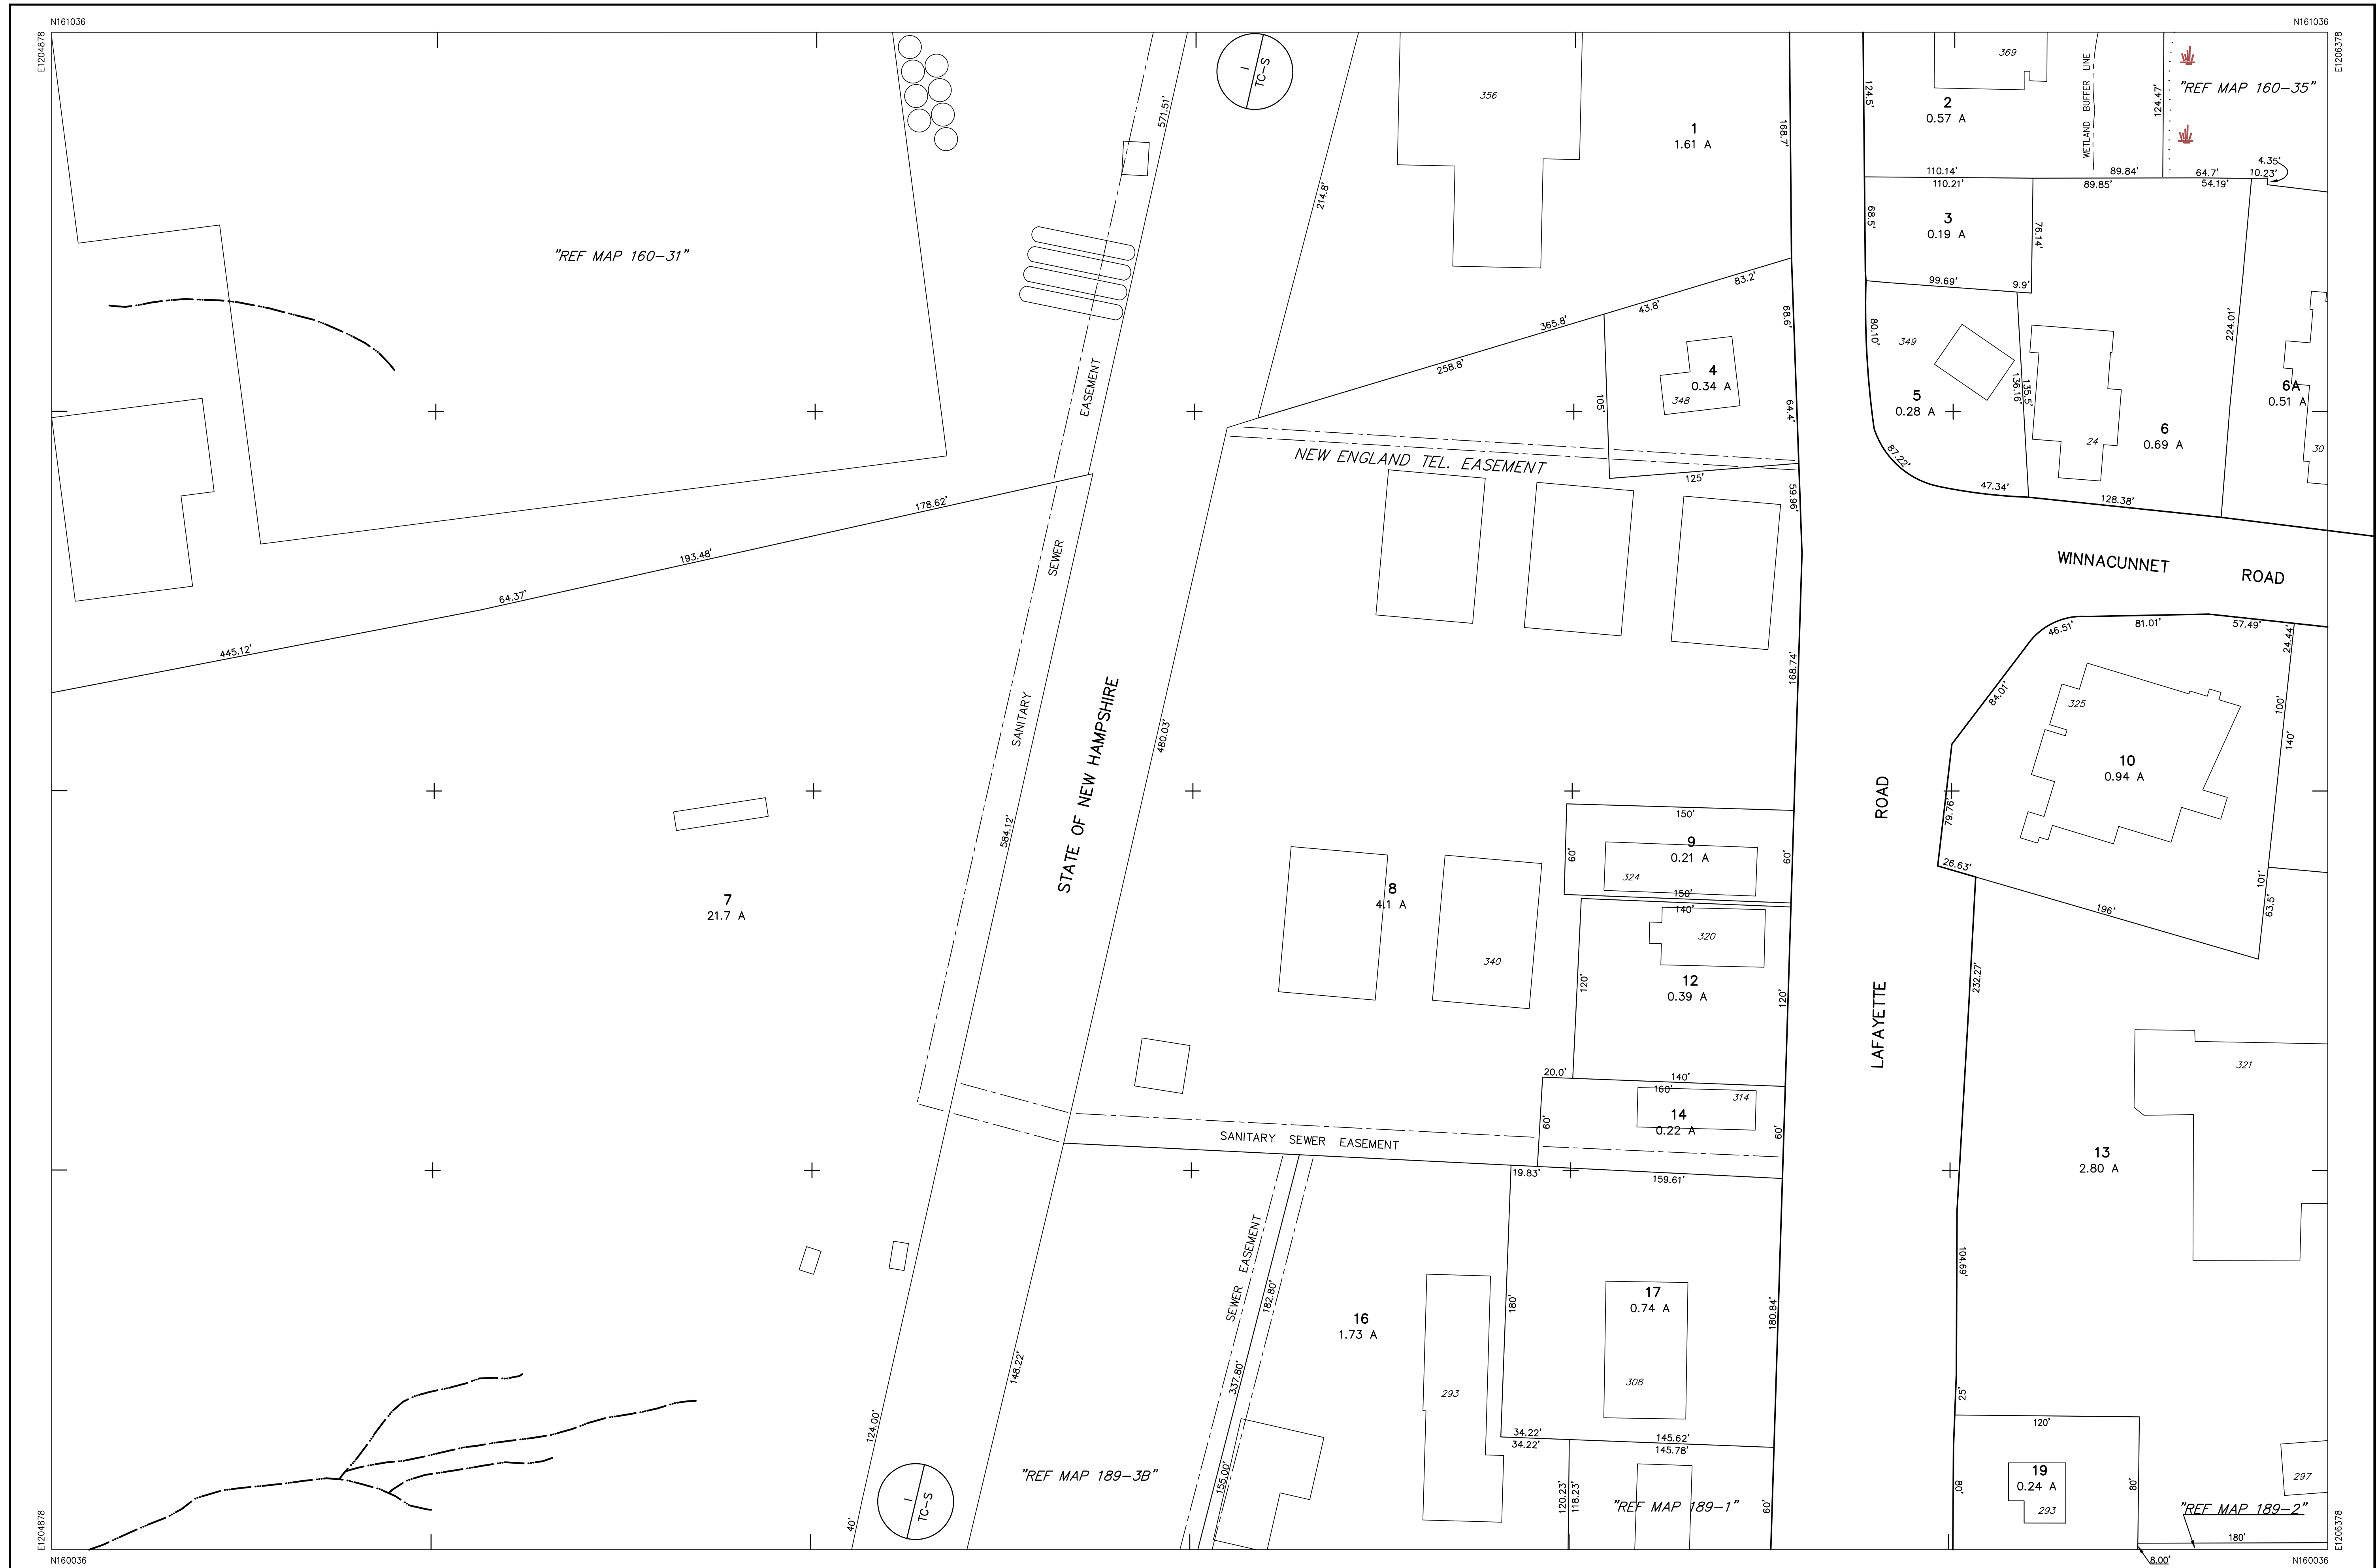 N161036
N161036
E1204878
E1206378
I
TC-S
571.51'
214.8'
356
1
1.61 A
168.7'
124.5'
369
2
0.57 A
WETLAND BUFFER LINE
124.47'
"REF MAP 160-35"
4.35'
110.14'
89.84'
64.7'
10.23'
110.21'
89.85'
54.19'
68.5'
3
0.19 A
76.14'
"REF MAP 160-31"
99.69'
9.9'
83.2'
43.8'
365.8'
68.6'
258.8'
80.10'
349
224.01'
4
0.34 A
348
105'
64.4'
5
0.28 A
136.16'
135.5'
24
6
0.69 A
6A
0.51 A
30
EASEMENT
NEW ENGLAND TEL. EASEMENT
125'
87.22'
47.34'
128.38'
59.96'
178.62'
193.48'
64.37'
445.12'
SEWER
WINNACUNNET ROAD
46.51'
81.01'
57.49'
24.44'
168.74'
SANITARY
STATE OF NEW HAMPSHIRE
480.03'
584.12'
84.01'
325
100'
140'
10
0.94 A
79.76'
26.63'
101'
63.5'
196'
ROAD
LAFAYETTE
7
21.7 A
8
4.1 A
340
150'
60'
9
0.21 A
324
60'
150'
140'
320
120'
12
0.39 A
120'
232.27'
20.0'
140'
160'
314
60'
14
0.22 A
60'
321
13
2.80 A
SANITARY SEWER EASEMENT
19.83'
159.61'
SEWER EASEMENT
182.80'
16
1.73 A
180'
17
0.74 A
308
180.84'
104.69'
293
337.80'
148.22'
25'
34.22'
145.62'
34.22'
145.78'
120'
124.00'
"REF MAP 189-3B"
155.00'
120.23'
118.23'
"REF MAP 189-1"
60'
80'
19
0.24 A
293
80'
297
"REF MAP 189-2"
180'
8.00'
40'
I
TC-S
E1204878
E1206378
N160036
N160036